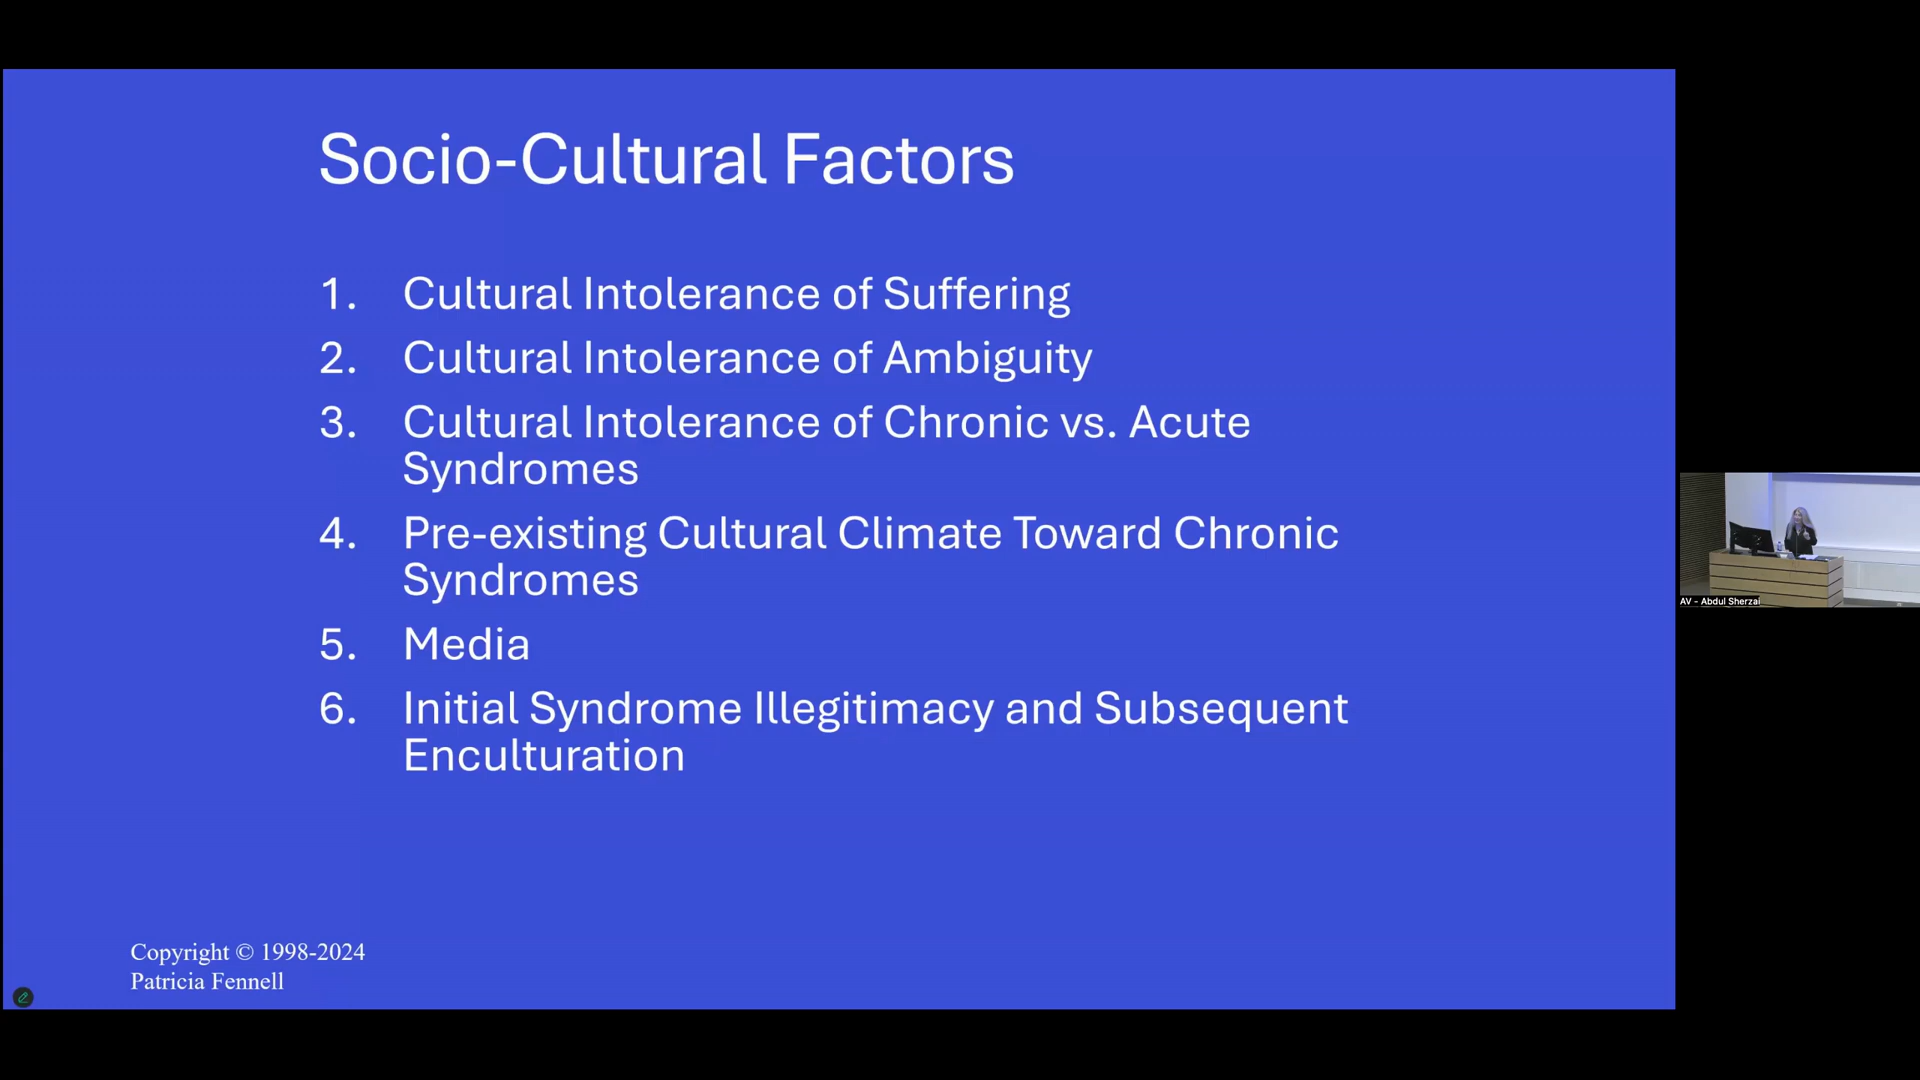 Socio-Cultural Factors
1. Cultural Intolerance of Suffering
2. Cultural Intolerance of Ambiguity
3. Cultural Intolerance of Chronic vs. Acute
Syndromes
4. Pre-existing Cultural Climate Toward Chronic
Syndromes
5. Media
6. Initial Syndrome Illegitimacy and Subsequent
Enculturation
AV - Abdul Sherzai
Copyright © 1998-2024
Patricia Fennell